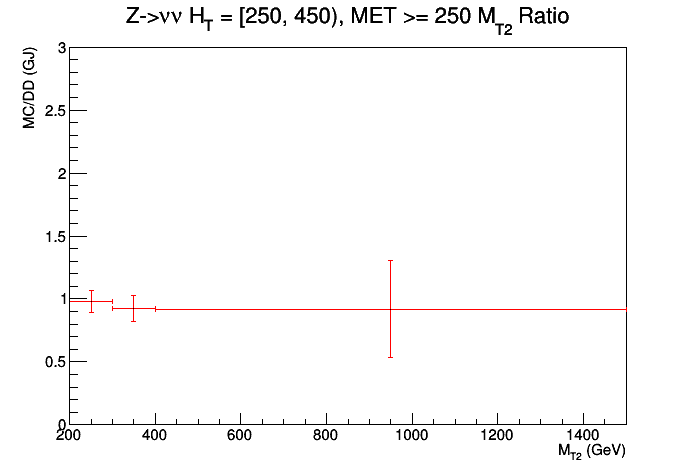 Z->νν H_T = [250, 450), MET >= 250 M_T2 Ratio
MC/DD (GJ)
3
2.5
2
1.5
1
0.5
0
200 400 600 800 1000 1200 1400
M_T2 (GeV)